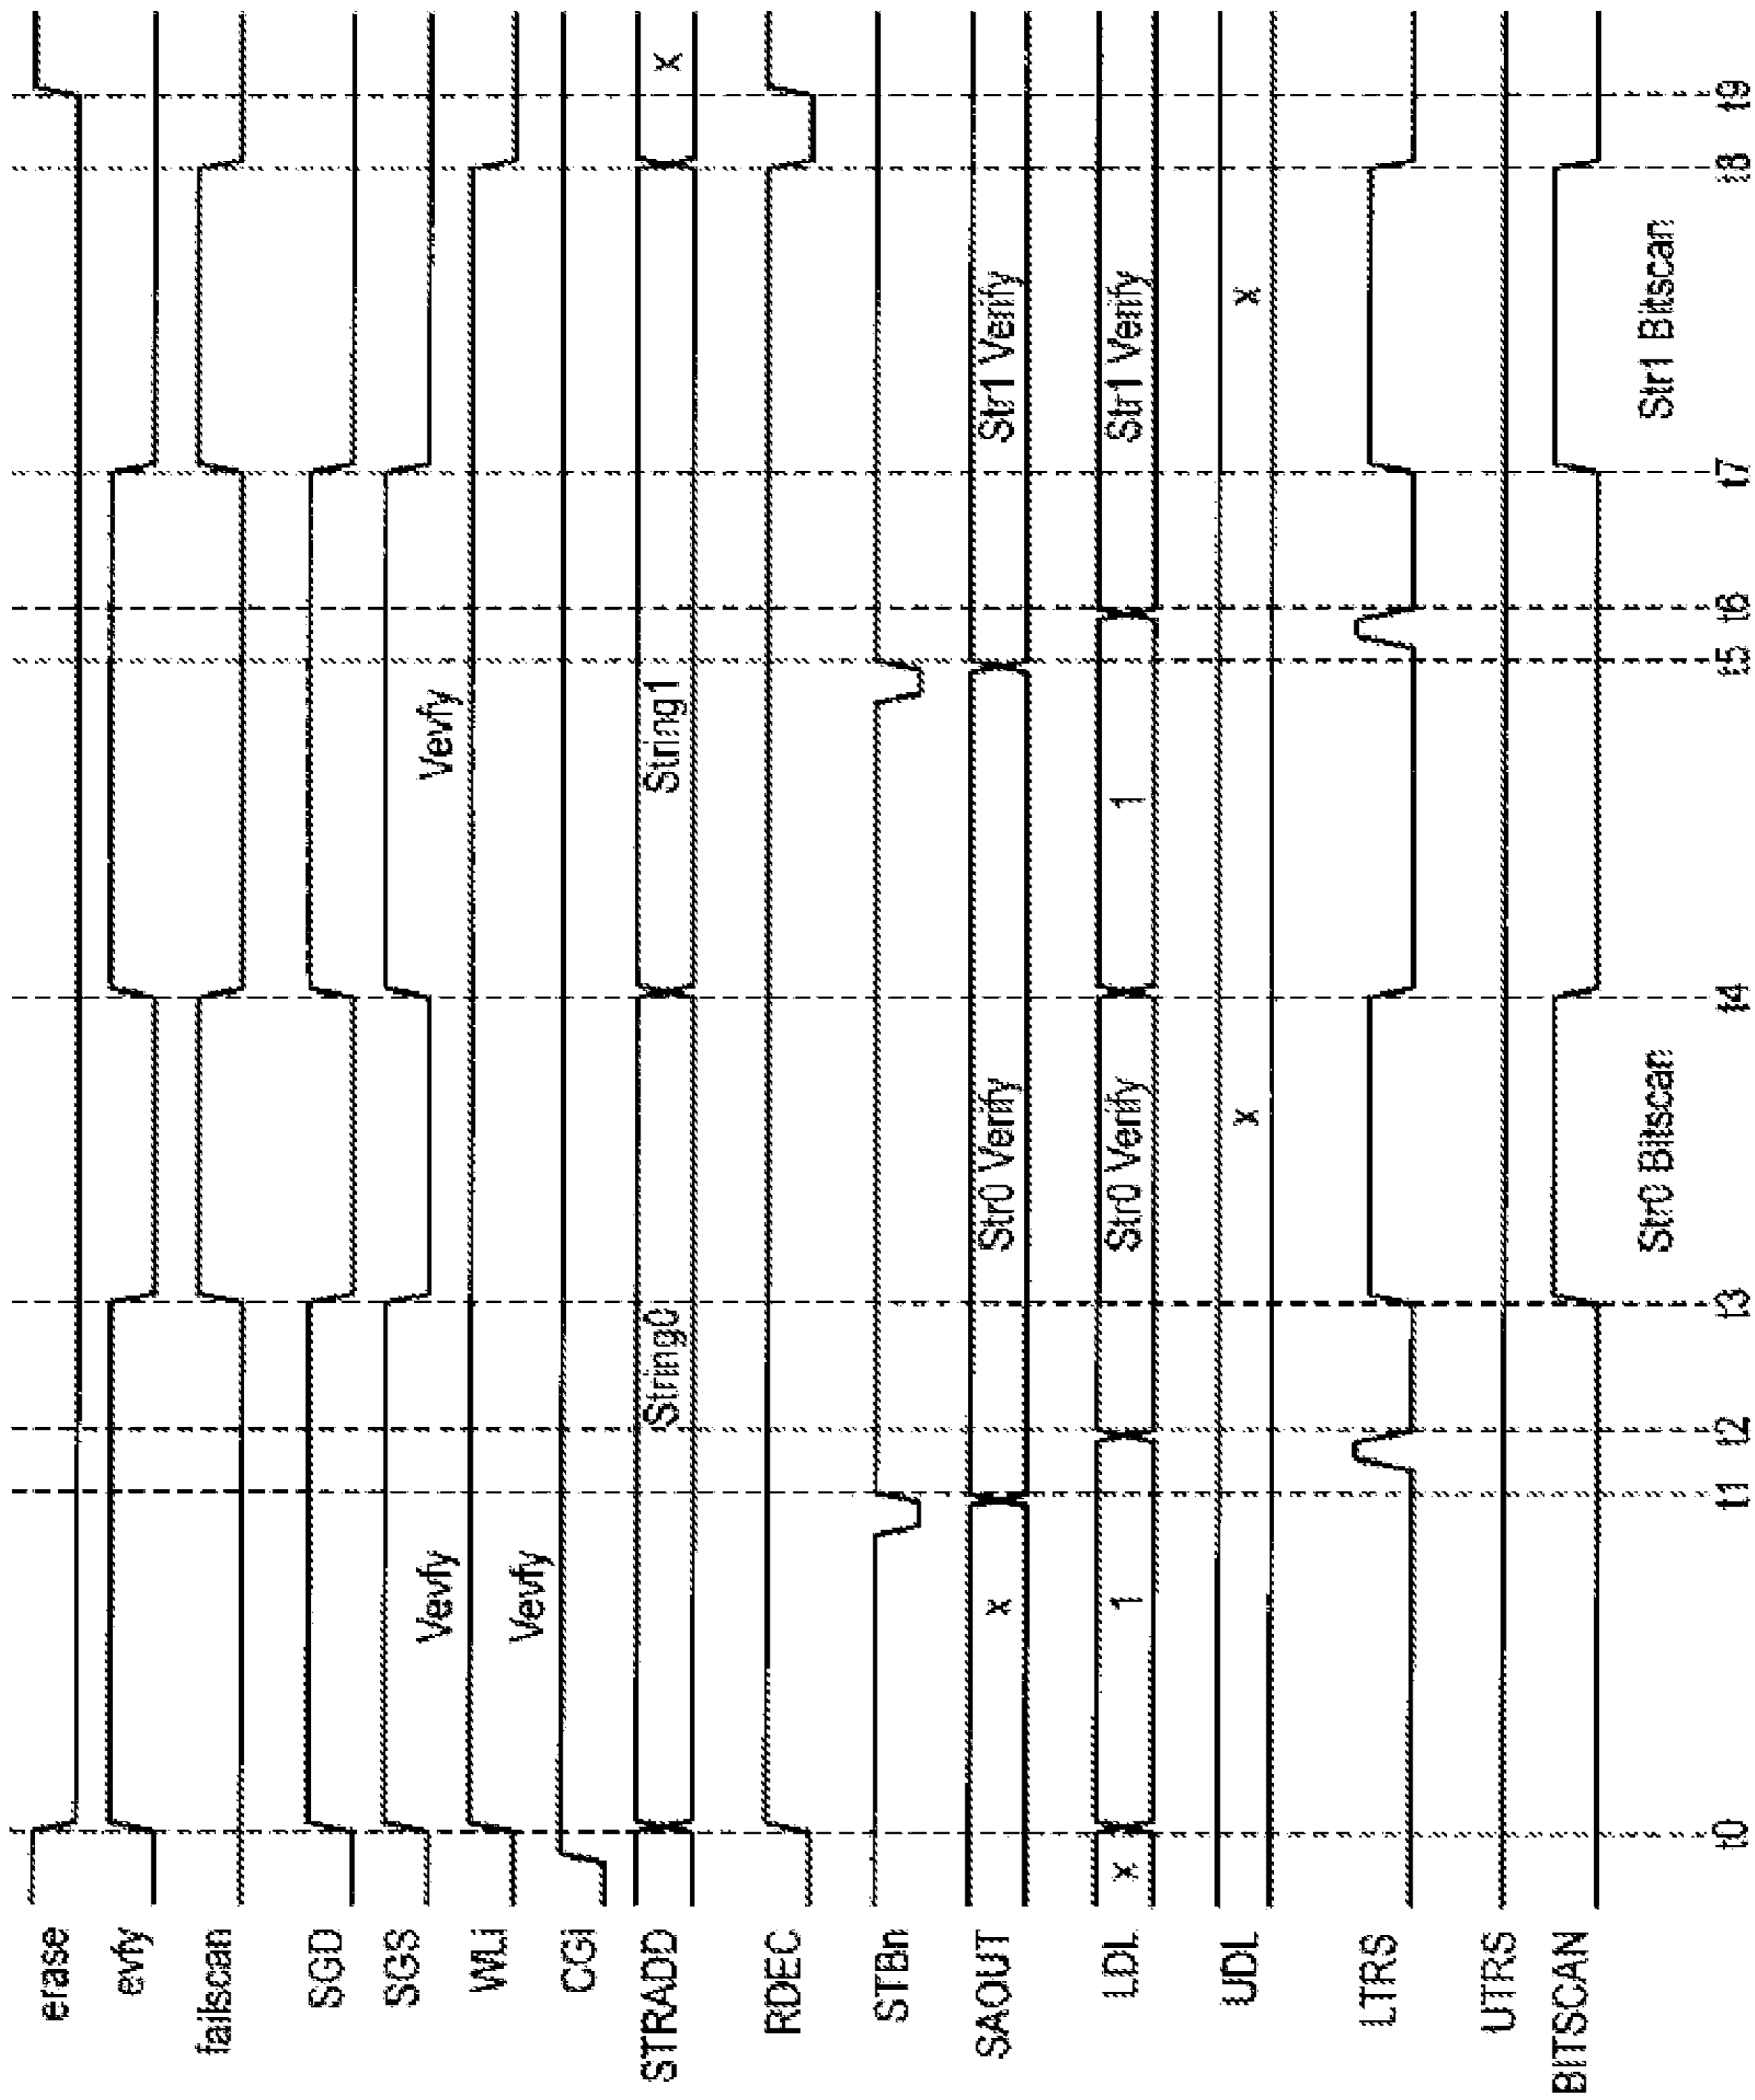 erase
evfy
failscan
SGD
SGS
Vevfy Vevfy
WLi
Vevfy
CGi
STRADD String0 String1 x
RDEC
STBn
SAOUT x Str0 Verify Str1 Verify
LDL x 1 Str0 Verify 1 Str1 Verify
UDL x x
LTRS
UTRS
BITSCAN
Str0 Bitscan Str1 Bitscan
t0 t1 t2 t3 t4 t5 t6 t7 t8 t9